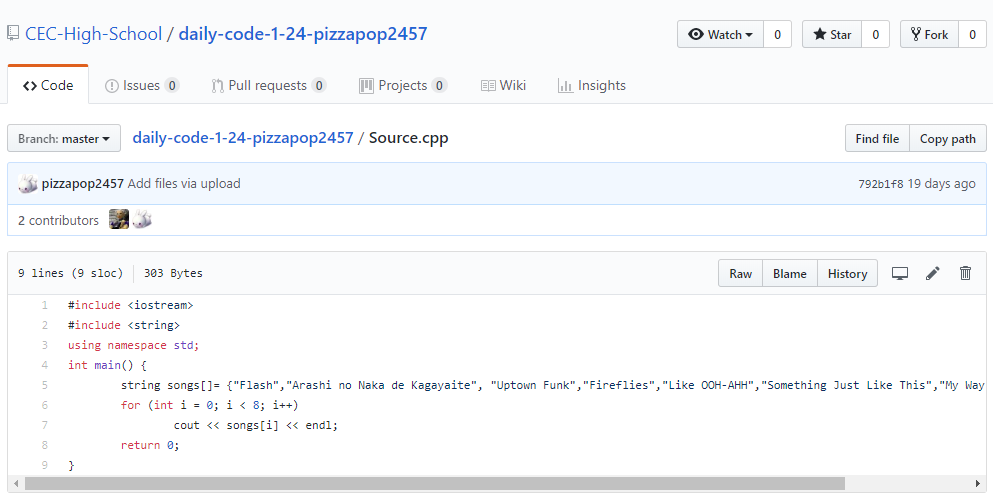 CEC-High-School / daily-code-1-24-pizzapop2457 Watch 0 Star 0 Fork 0
Code Issues 0 Pull requests 0 Projects 0 Wiki Insights
Branch: master daily-code-1-24-pizzapop2457 / Source.cpp Find file Copy path
pizzapop2457 Add files via upload 792b1f8 19 days ago
2 contributors
9 lines (9 sloc) 303 Bytes Raw Blame History
1 #include <iostream>
2 #include <string>
3 using namespace std;
4 int main() {
5 string songs[]= {"Flash","Arashi no Naka de Kagayaite", "Uptown Funk","Fireflies","Like OOH-AHH","Something Just Like This","My Way
6 for (int i = 0; i < 8; i++)
7 cout << songs[i] << endl;
8 return 0;
9 }